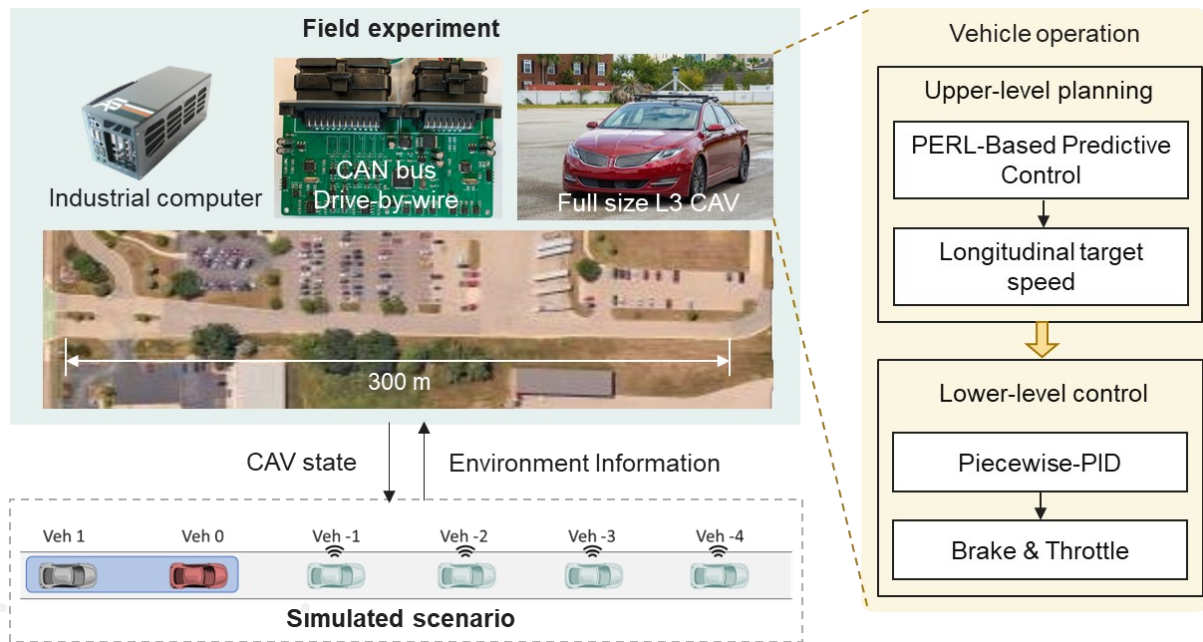 Field experiment
Industrial computer
CAN bus
Drive-by-wire
Full size L3 CAV
300 m
CAV state
Environment Information
Veh 1
Veh 0
Veh -1
Veh -2
Veh -3
Veh -4
Simulated scenario
Vehicle operation
Upper-level planning
PERL-Based Predictive
Control
Longitudinal target
speed
Lower-level control
Piecewise-PID
Brake & Throttle